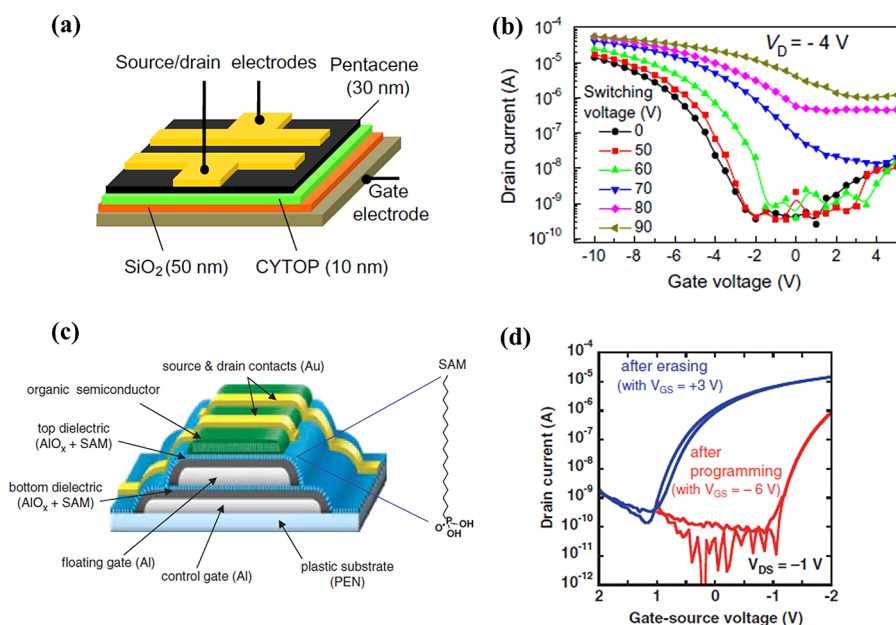 (a)
Source/drain electrodes
Pentacene
(30 nm)
Gate
electrode
SiO2 (50 nm)
CYTOP (10 nm)
(b)
Drain current (A)
10-4
10-5
10-6
10-7
10-8
10-9
10-10
VD = - 4 V
Switching
voltage (V)
0
50
60
70
80
90
-10
-8
-6
-4
-2
0
2
4
Gate voltage (V)
(c)
source & drain contacts (Au)
organic semiconductor
top dielectric
(AlOx + SAM)
bottom dielectric
(AlOx + SAM)
floating gate (Al)
control gate (Al)
plastic substrate
(PEN)
SAM
O
P
OH
OH
(d)
Drain current (A)
10-4
10-5
10-6
10-7
10-8
10-9
10-10
10-11
10-12
after erasing
(with VGS = +3 V)
after
programming
(with VGS = – 6 V)
VDS = –1 V
2
1
0
-1
-2
Gate-source voltage (V)